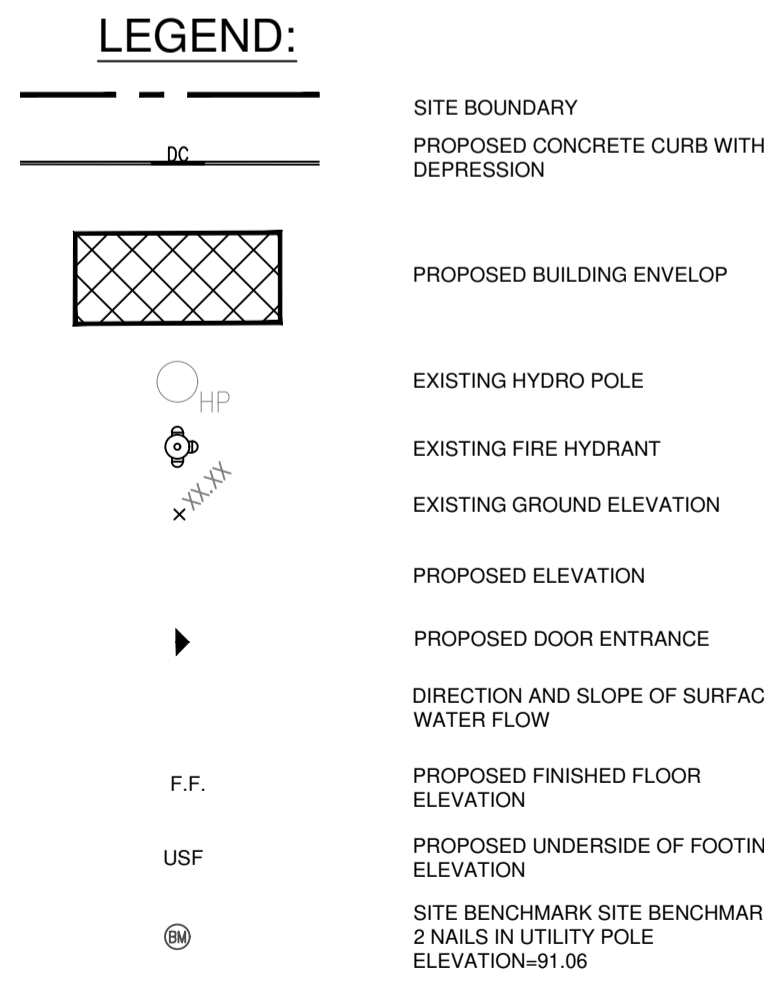 LEGEND:
SITE BOUNDARY
DC
PROPOSED CONCRETE CURB WITH
DEPRESSION
PROPOSED BUILDING ENVELOP
HP
EXISTING HYDRO POLE
EXISTING FIRE HYDRANT
XX.XX
EXISTING GROUND ELEVATION
PROPOSED ELEVATION
PROPOSED DOOR ENTRANCE
DIRECTION AND SLOPE OF SURFAC
WATER FLOW
F.F.
PROPOSED FINISHED FLOOR
ELEVATION
USF
PROPOSED UNDERSIDE OF FOOTIN
ELEVATION
BM
SITE BENCHMARK SITE BENCHMAR
2 NAILS IN UTILITY POLE
ELEVATION=91.06